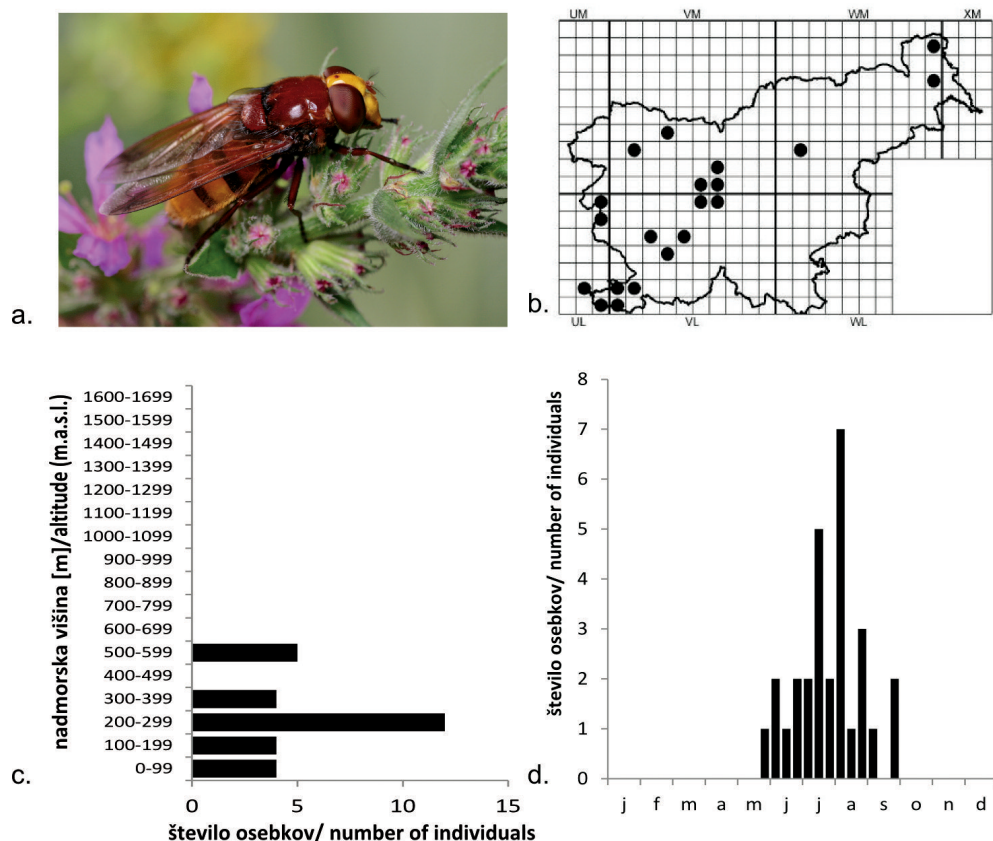 a.
UM VM WM XM
UL VL WL
b.
nadmorska višina [m]/altitude (m.a.s.l.)
1600-1699
1500-1599
1400-1499
1300-1399
1200-1299
1100-1199
1000-1099
900-999
800-899
700-799
600-699
500-599
400-499
300-399
200-299
100-199
0-99
0 5 10 15
število osebkov/ number of individuals
c.
število osebkov/ number of individuals
8
7
6
5
4
3
2
1
0
j f m a m j j a s o n d
d.